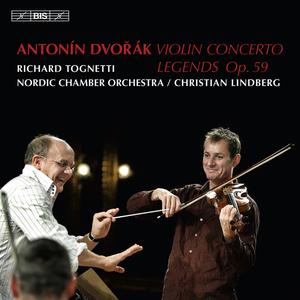 BIS
ANTONÍN DVOŘÁK VIOLIN CONCERTO
RICHARD TOGNETTI LEGENDS Op. 59
NORDIC CHAMBER ORCHESTRA / CHRISTIAN LINDBERG